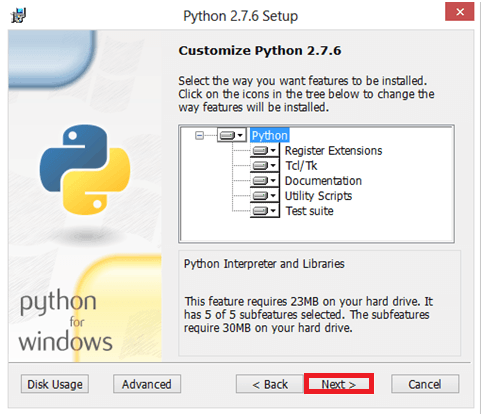 Python 2.7.6 Setup
Customize Python 2.7.6
Select the way you want features to be installed.
Click on the icons in the tree below to change the
way features will be installed.
Python
Register Extensions
Tcl/Tk
Documentation
Utility Scripts
Test suite
Python Interpreter and Libraries
This feature requires 23MB on your hard drive. It
has 5 of 5 subfeatures selected. The subfeatures
require 30MB on your hard drive.
python
for
windows
Disk Usage
Advanced
< Back
Next >
Cancel